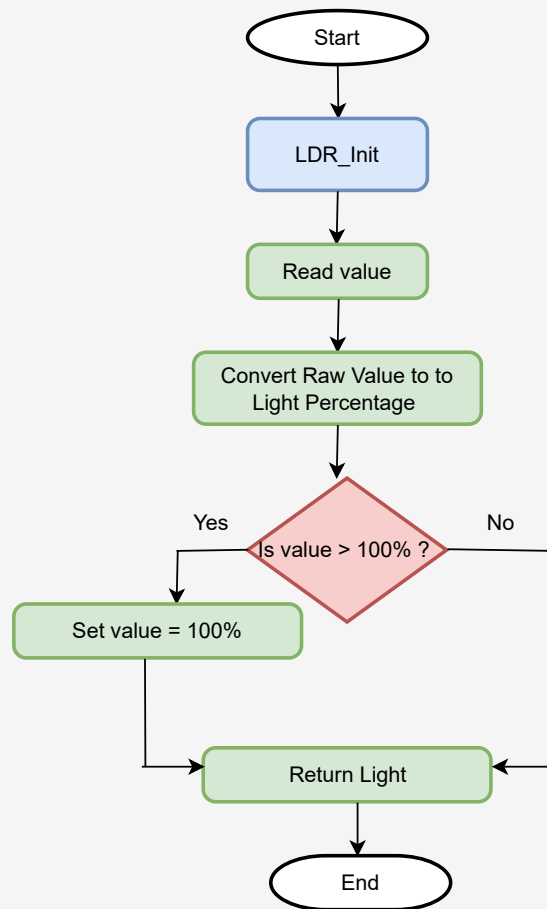 Start
LDR_Init
Read value
Convert Raw Value to to
Light Percentage
Yes
No
Is value > 100% ?
Set value = 100%
Return Light
End